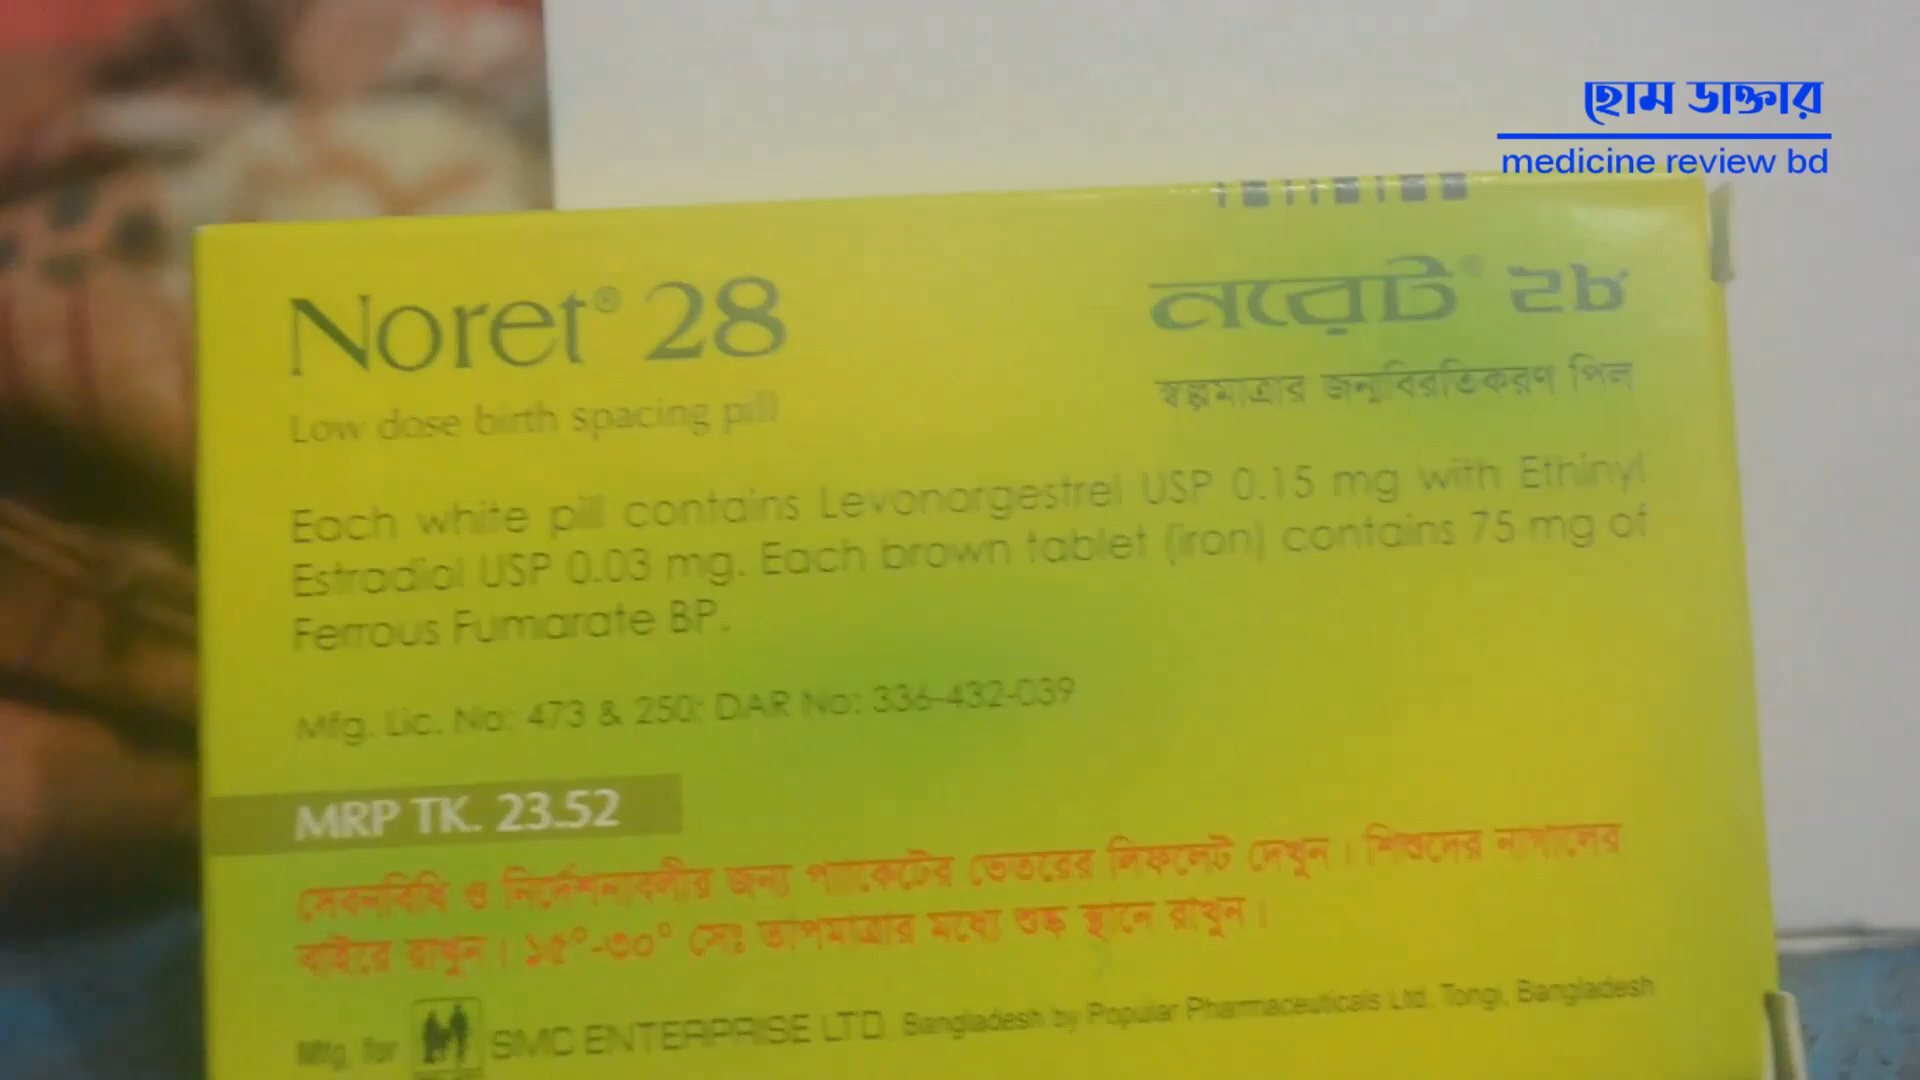 হোম ডাক্তার
medicine review bd
Noret® 28
নরেট® ২৮
Low dose birth spacing pill
স্বল্পমাত্রার জন্মবিরতিকরণ পিল
Each white pill contains Levonorgestrel USP 0.15 mg with Ethinyl
Estradiol USP 0.03 mg. Each brown tablet (iron) contains 75 mg of
Ferrous Fumarate BP.
Mfg. Lic. No: 473 & 250; DAR No: 336-432-039
MRP TK. 23.52
সেবনবিধি ও নির্দেশনাবলীর জন্য প্যাকেটের ভেতরের লিফলেট দেখুন। শিশুদের নাগালের
বাইরে রাখুন। ১৫°-৩০° সেঃ তাপমাত্রার মধ্যে শুষ্ক স্থানে রাখুন।
Mfg. for SMC ENTERPRISE LTD. Bangladesh by Popular Pharmaceuticals Ltd. Tongi, Bangladesh